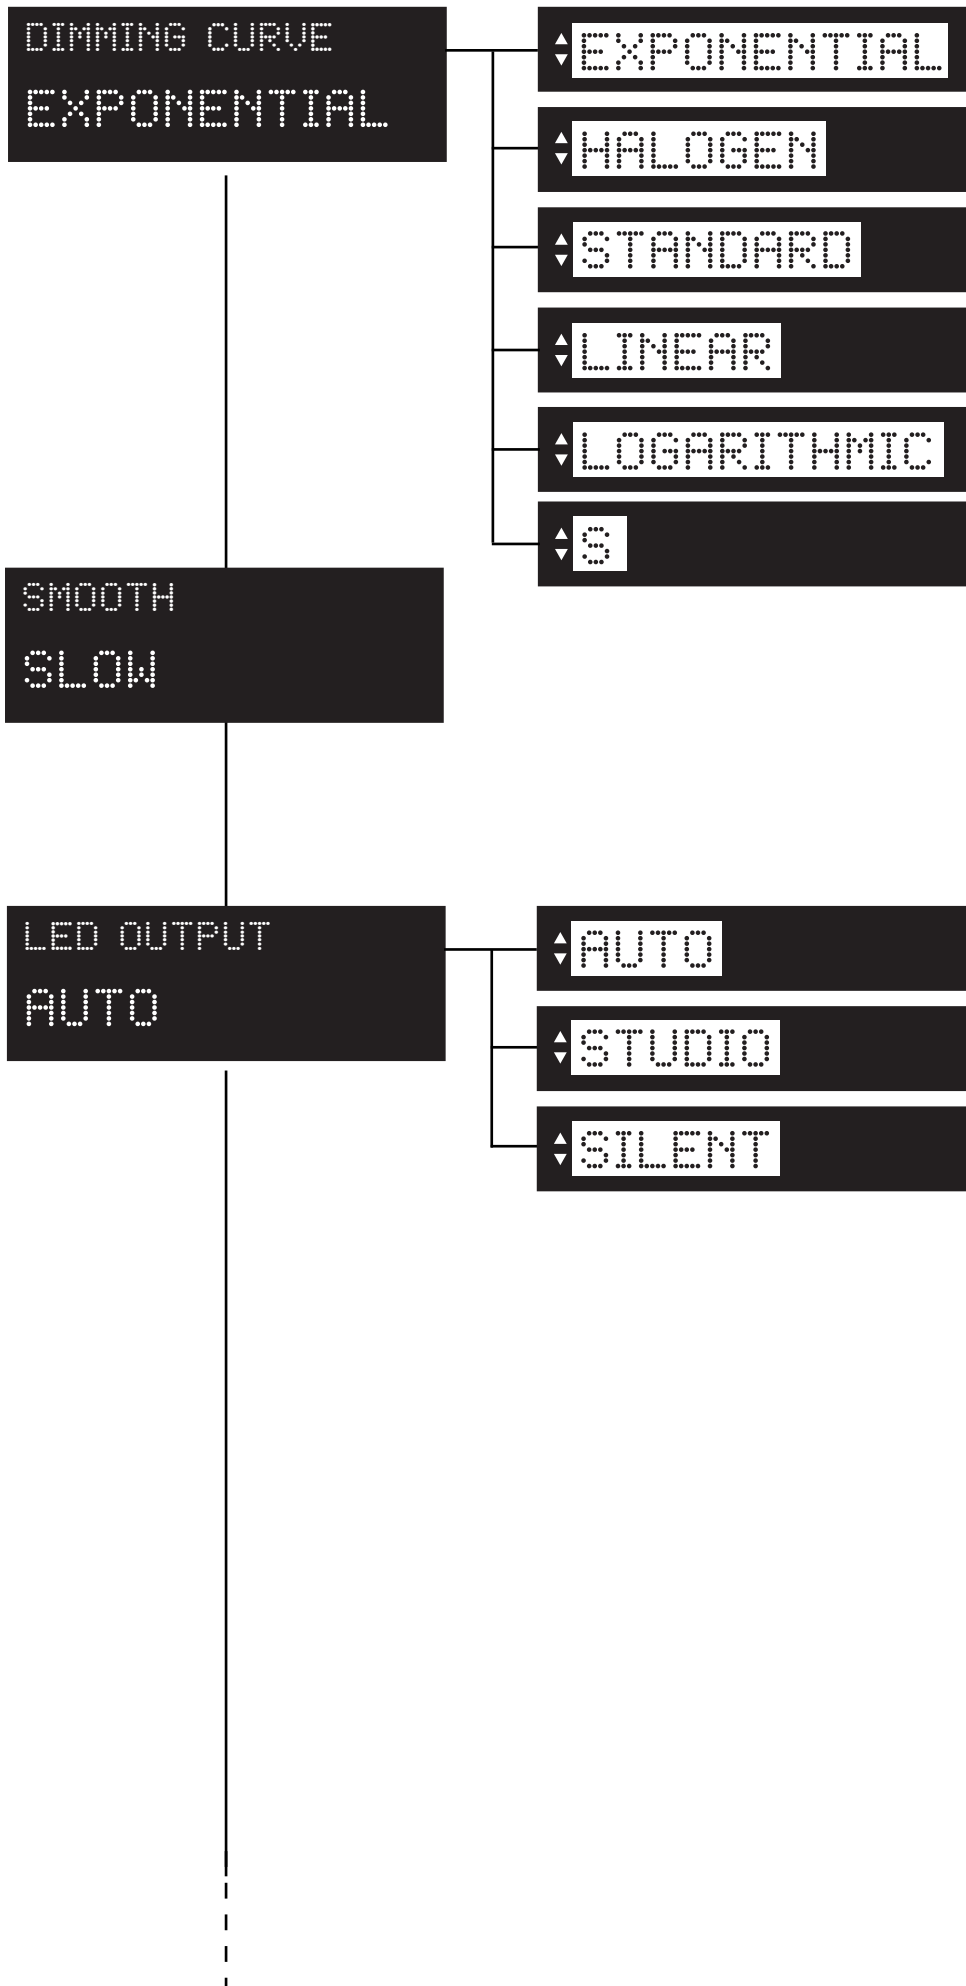 DIMMING CURVE
EXPONENTIAL
EXPONENTIAL
HALOGEN
STANDARD
LINEAR
LOGARITHMIC
S
SMOOTH
SLOW
LED OUTPUT
AUTO
AUTO
STUDIO
SILENT